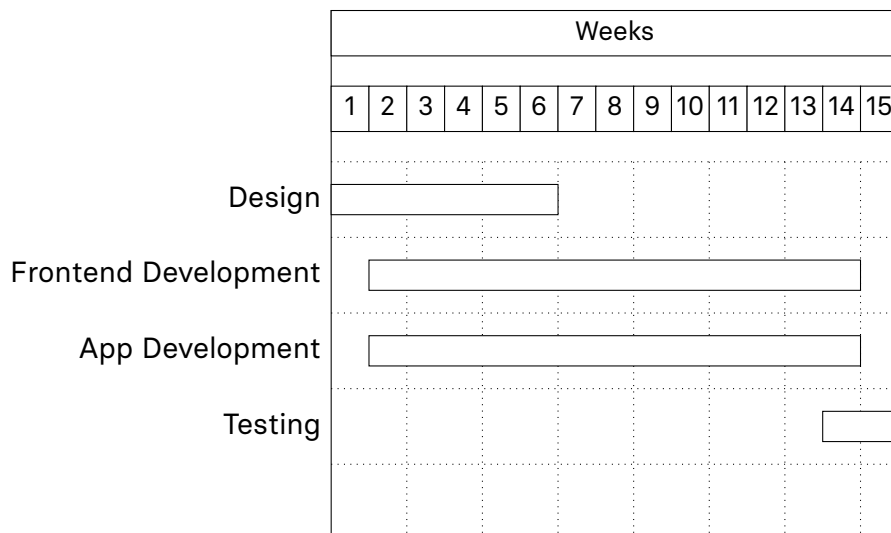 Weeks
1 2 3 4 5 6 7 8 9 10 11 12 13 14 15
Design
Frontend Development
App Development
Testing